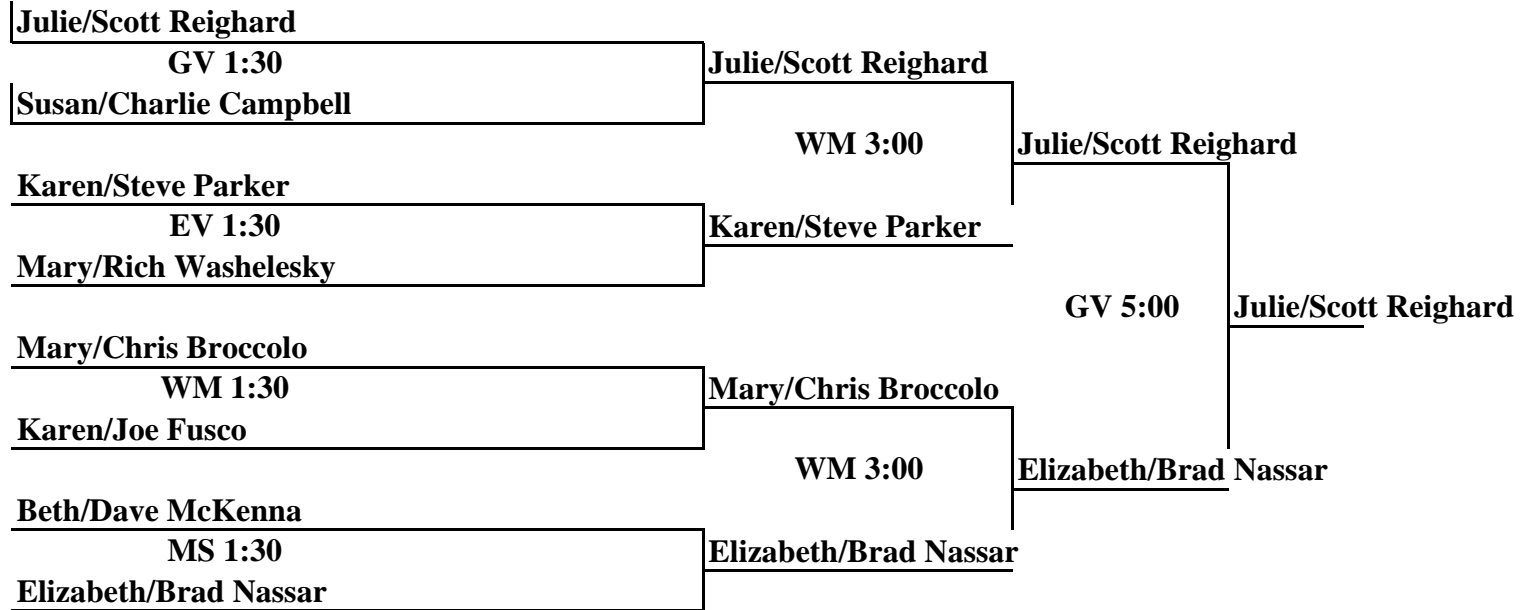 Julie/Scott Reighard
GV 1:30
Susan/Charlie Campbell
Karen/Steve Parker
EV 1:30
Mary/Rich Washelesky
Mary/Chris Broccolo
WM 1:30
Karen/Joe Fusco
Beth/Dave McKenna
MS 1:30
Elizabeth/Brad Nassar
Julie/Scott Reighard
WM 3:00
Karen/Steve Parker
Mary/Chris Broccolo
WM 3:00
Elizabeth/Brad Nassar
Julie/Scott Reighard
GV 5:00
Elizabeth/Brad Nassar
Julie/Scott Reighard